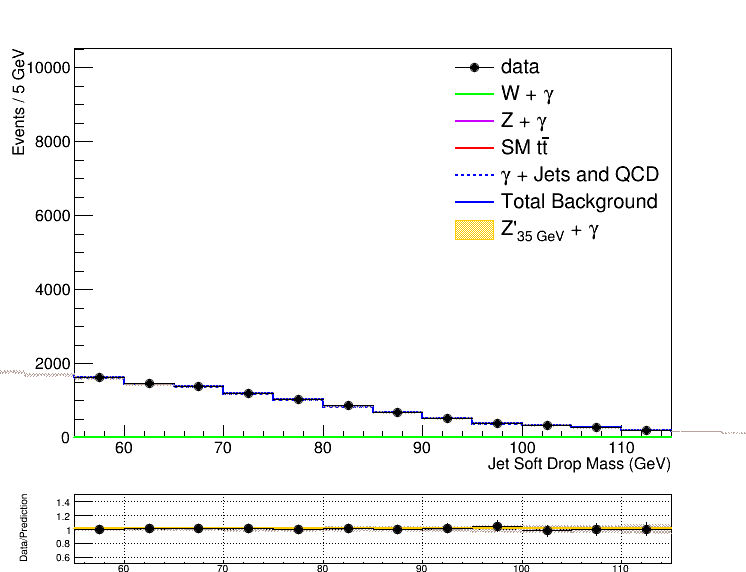 Events / 5 GeV
10000
8000
6000
4000
2000
0
data
W + γ
Z + γ
SM tt̄
γ + Jets and QCD
Total Background
Z'35 GeV + γ
60 70 80 90 100 110
Jet Soft Drop Mass (GeV)
Data/Prediction
1.4
1.2
1
0.8
0.6
60 70 80 90 100 110